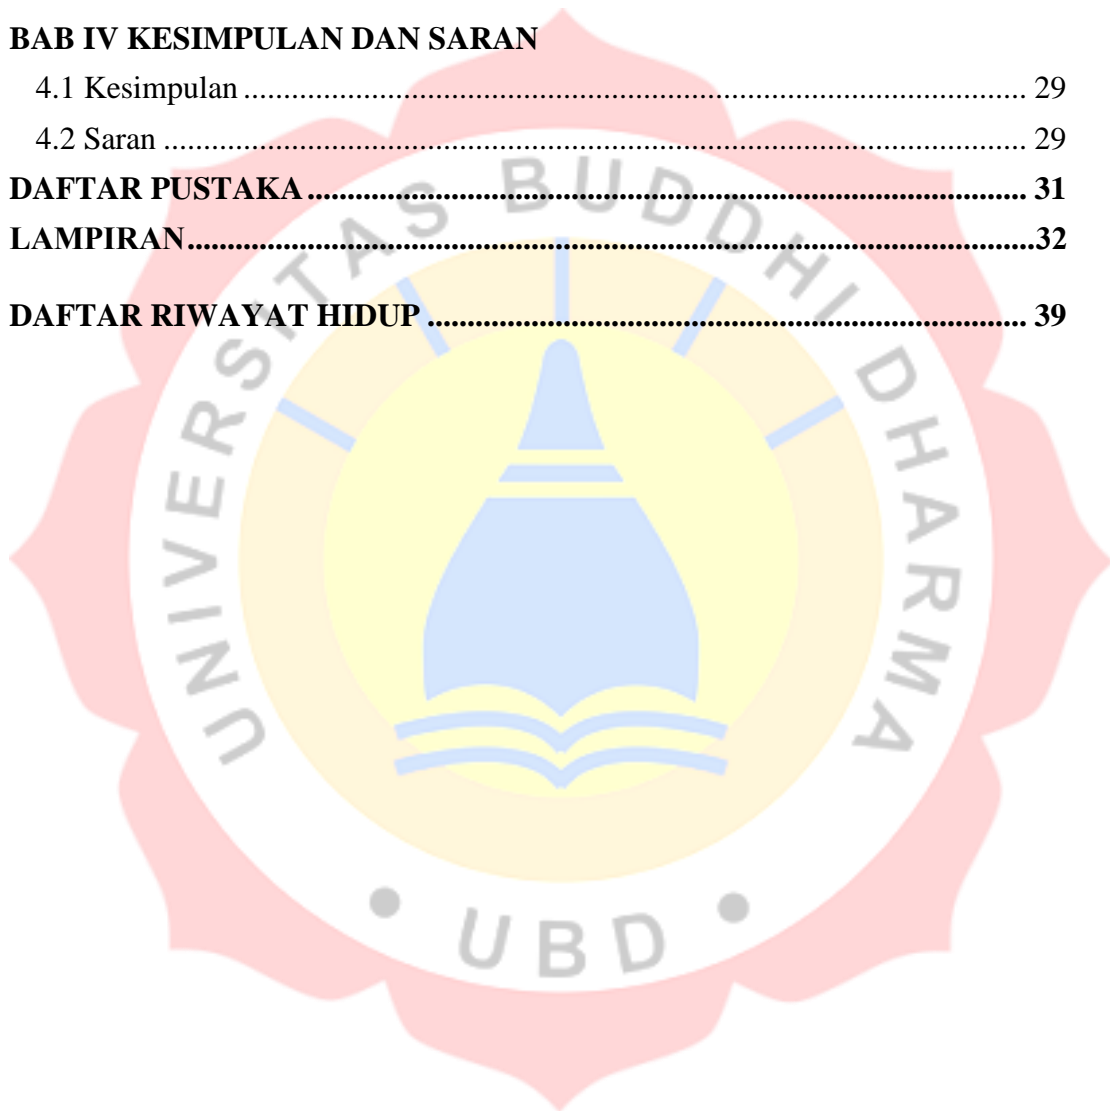 BAB IV KESIMPULAN DAN SARAN
4.1 Kesimpulan .................................................................................................. 29
4.2 Saran ............................................................................................................ 29
DAFTAR PUSTAKA ........................................................................................... 31
LAMPIRAN...........................................................................................................32
DAFTAR RIWAYAT HIDUP ............................................................................ 39
UNIVERSITAS BUDDHI DHARMA
• UBD •